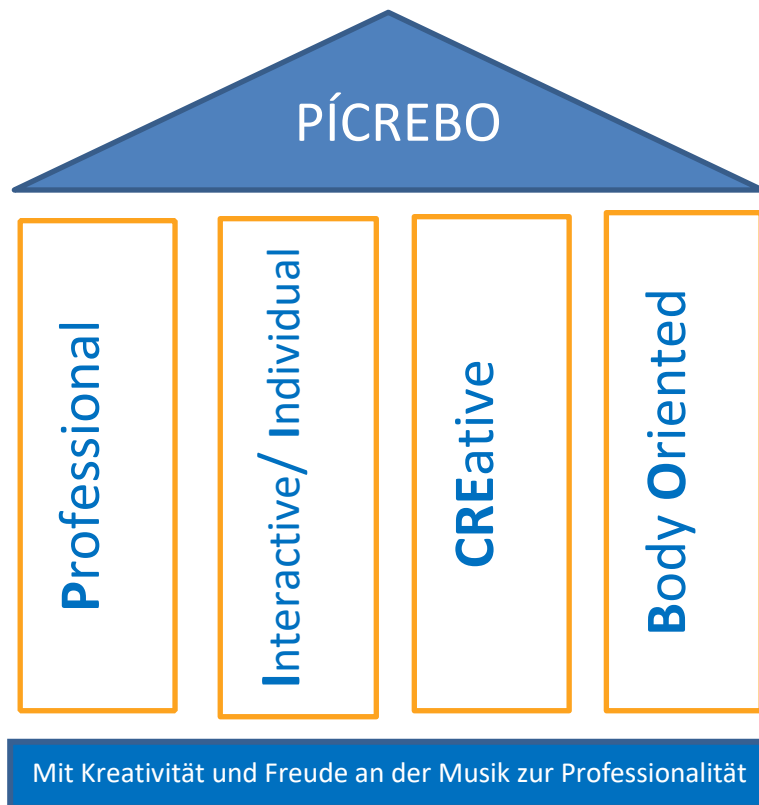 PÍCREBO
Professional
Interactive/ Individual
CREative
Body Oriented
Mit Kreativität und Freude an der Musik zur Professionalität